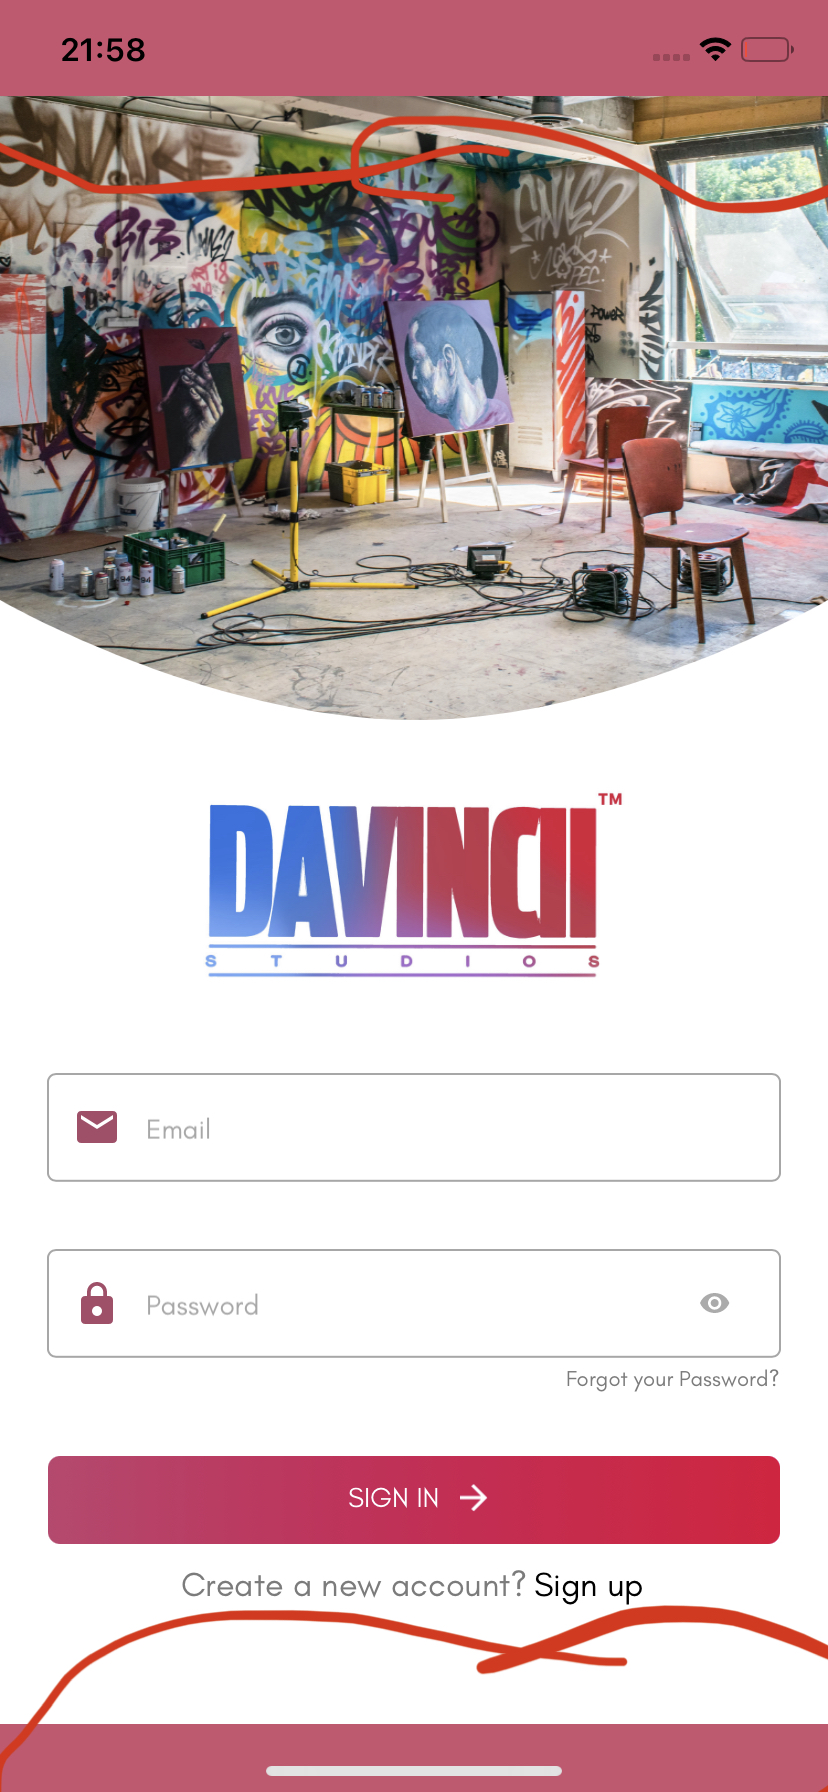 21:58
DAVINCII™
STUDIOS
Email
Password
Forgot your Password?
SIGN IN
Create a new account? Sign up